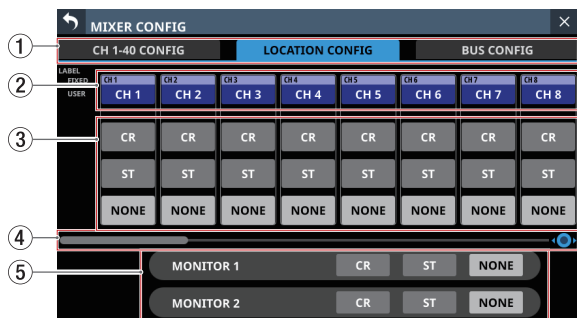 MIXER CONFIG
1 CH 1-40 CONFIG LOCATION CONFIG BUS CONFIG
LABEL
FIXED CH 1 CH 2 CH 3 CH 4 CH 5 CH 6 CH 7 CH 8
2 USER CH 1 CH 2 CH 3 CH 4 CH 5 CH 6 CH 7 CH 8
3 CR CR CR CR CR CR CR CR
ST ST ST ST ST ST ST ST
NONE NONE NONE NONE NONE NONE NONE NONE
4
5 MONITOR 1 CR ST NONE
MONITOR 2 CR ST NONE